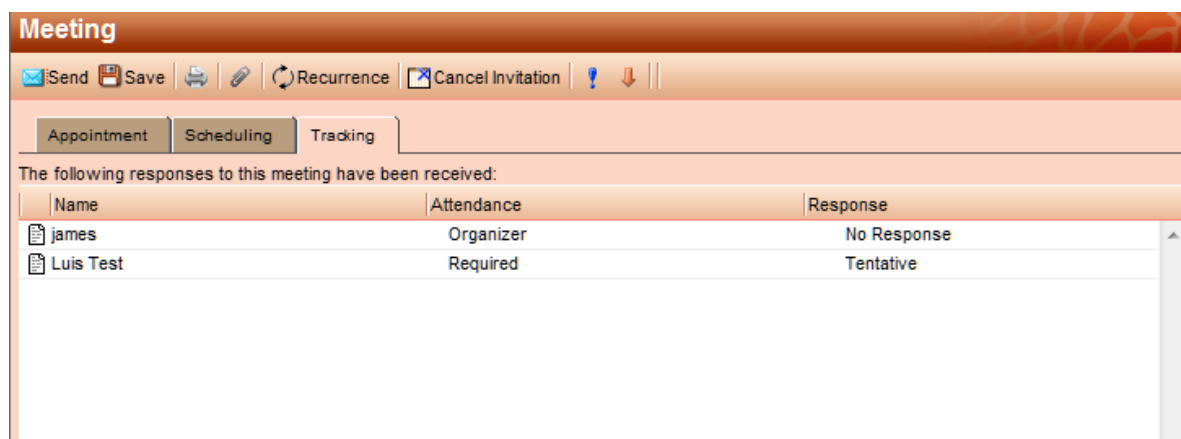 Meeting
Send Save Recurrence Cancel Invitation
Appointment Scheduling Tracking
The following responses to this meeting have been received:
Name Attendance Response
james Organizer No Response
Luis Test Required Tentative